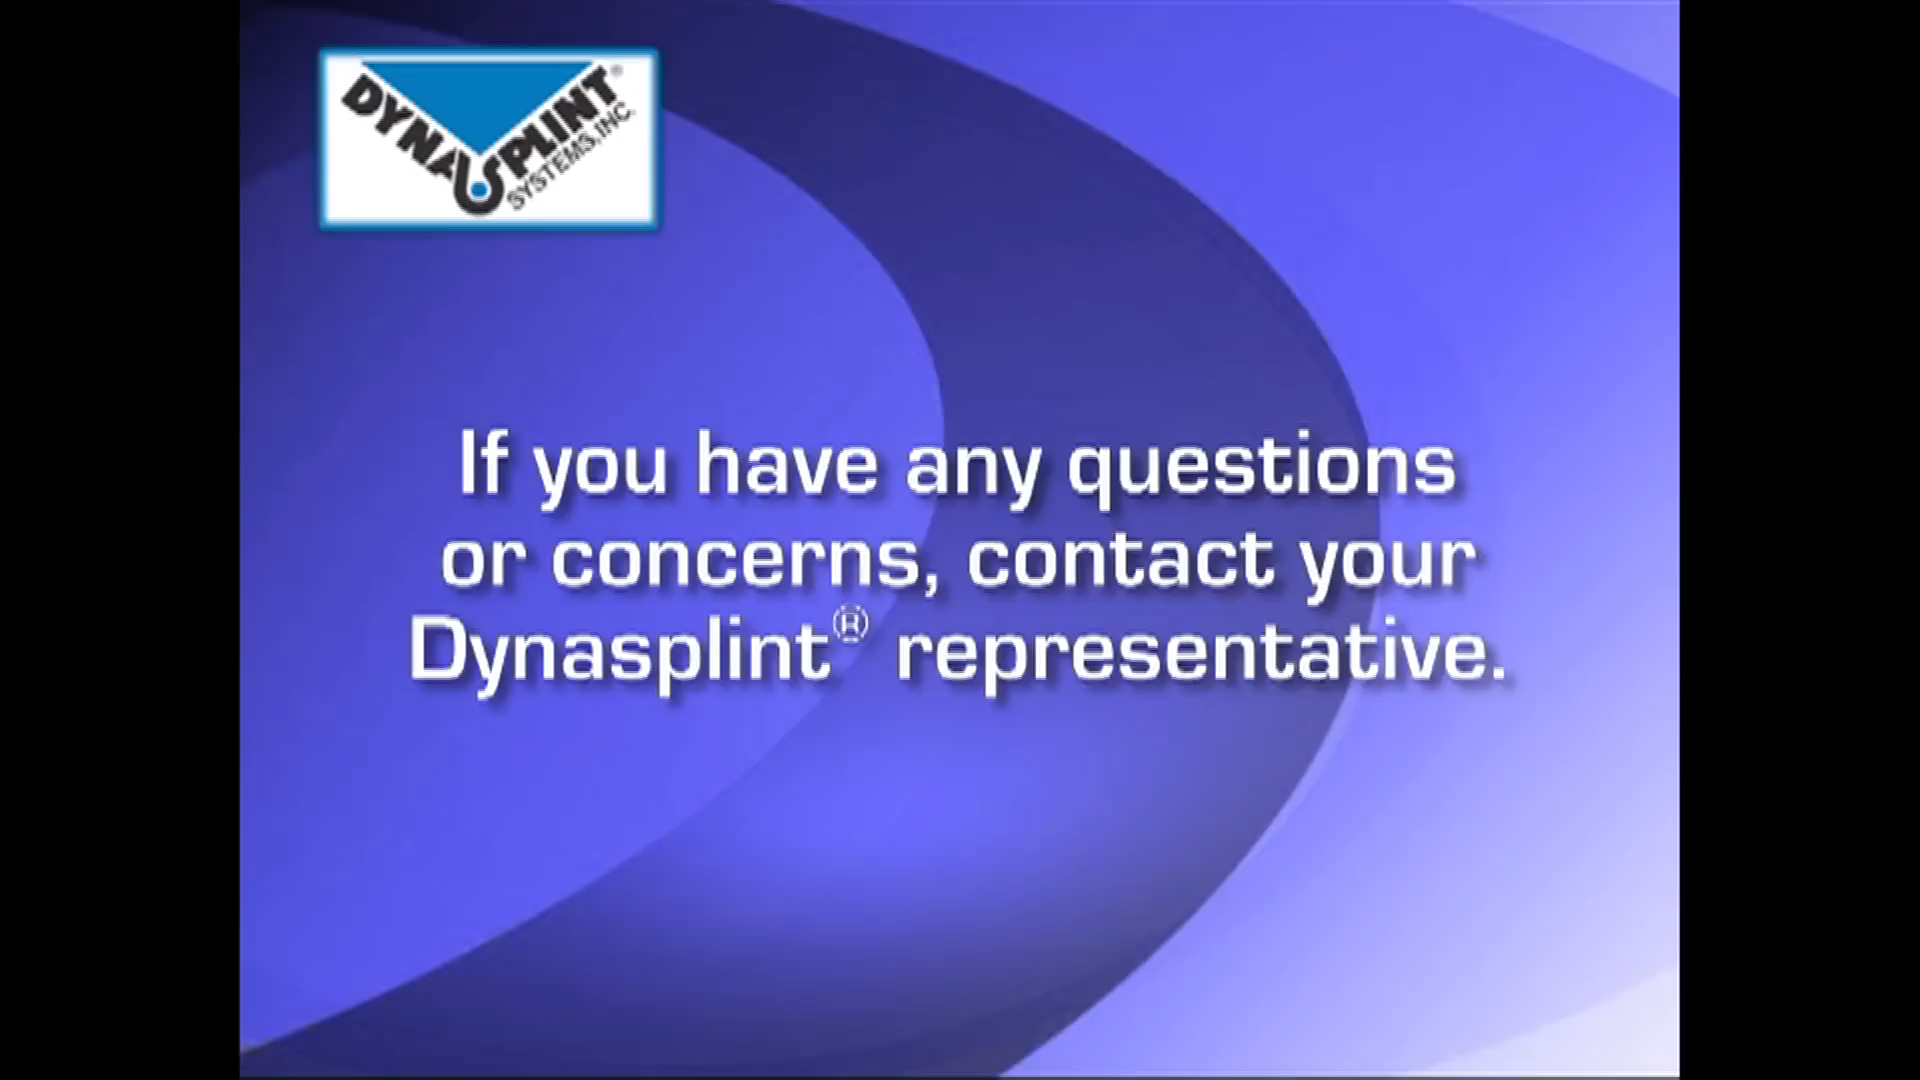 DYNASPLINT®
SYSTEMS, INC.
If you have any questions
or concerns, contact your
Dynasplint® representative.